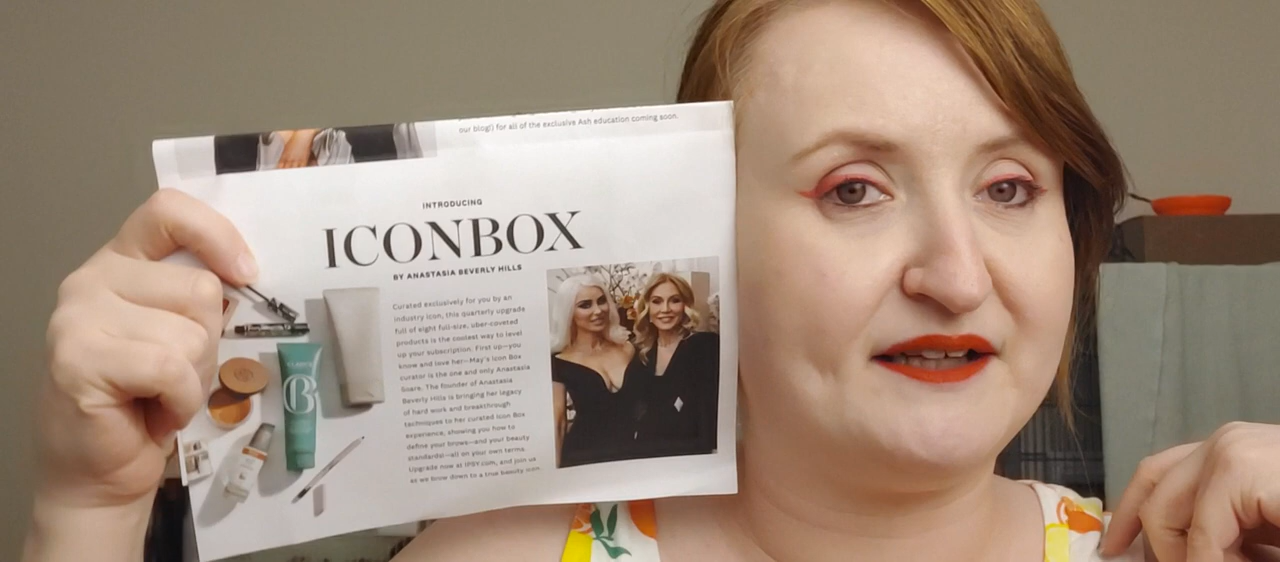 our blog!) for all of the exclusive Ash education coming soon.
INTRODUCING
ICONBOX
BY ANASTASIA BEVERLY HILLS
Curated exclusively for you by an
industry icon, this quarterly upgrade
full of eight full-size, uber-coveted
products is the coolest way to level
up your subscription. First up—you
know and love her—May's Icon Box
curator is the one and only Anastasia
Soare. The founder of Anastasia
Beverly Hills is bringing her legacy
of hard work and breakthrough
techniques to her curated Icon Box
experience, showing you how to
define your brows—and your beauty
standards!—all on your own terms.
Upgrade now at IPSY.com, and join us
as we brow down to a true beauty icon.